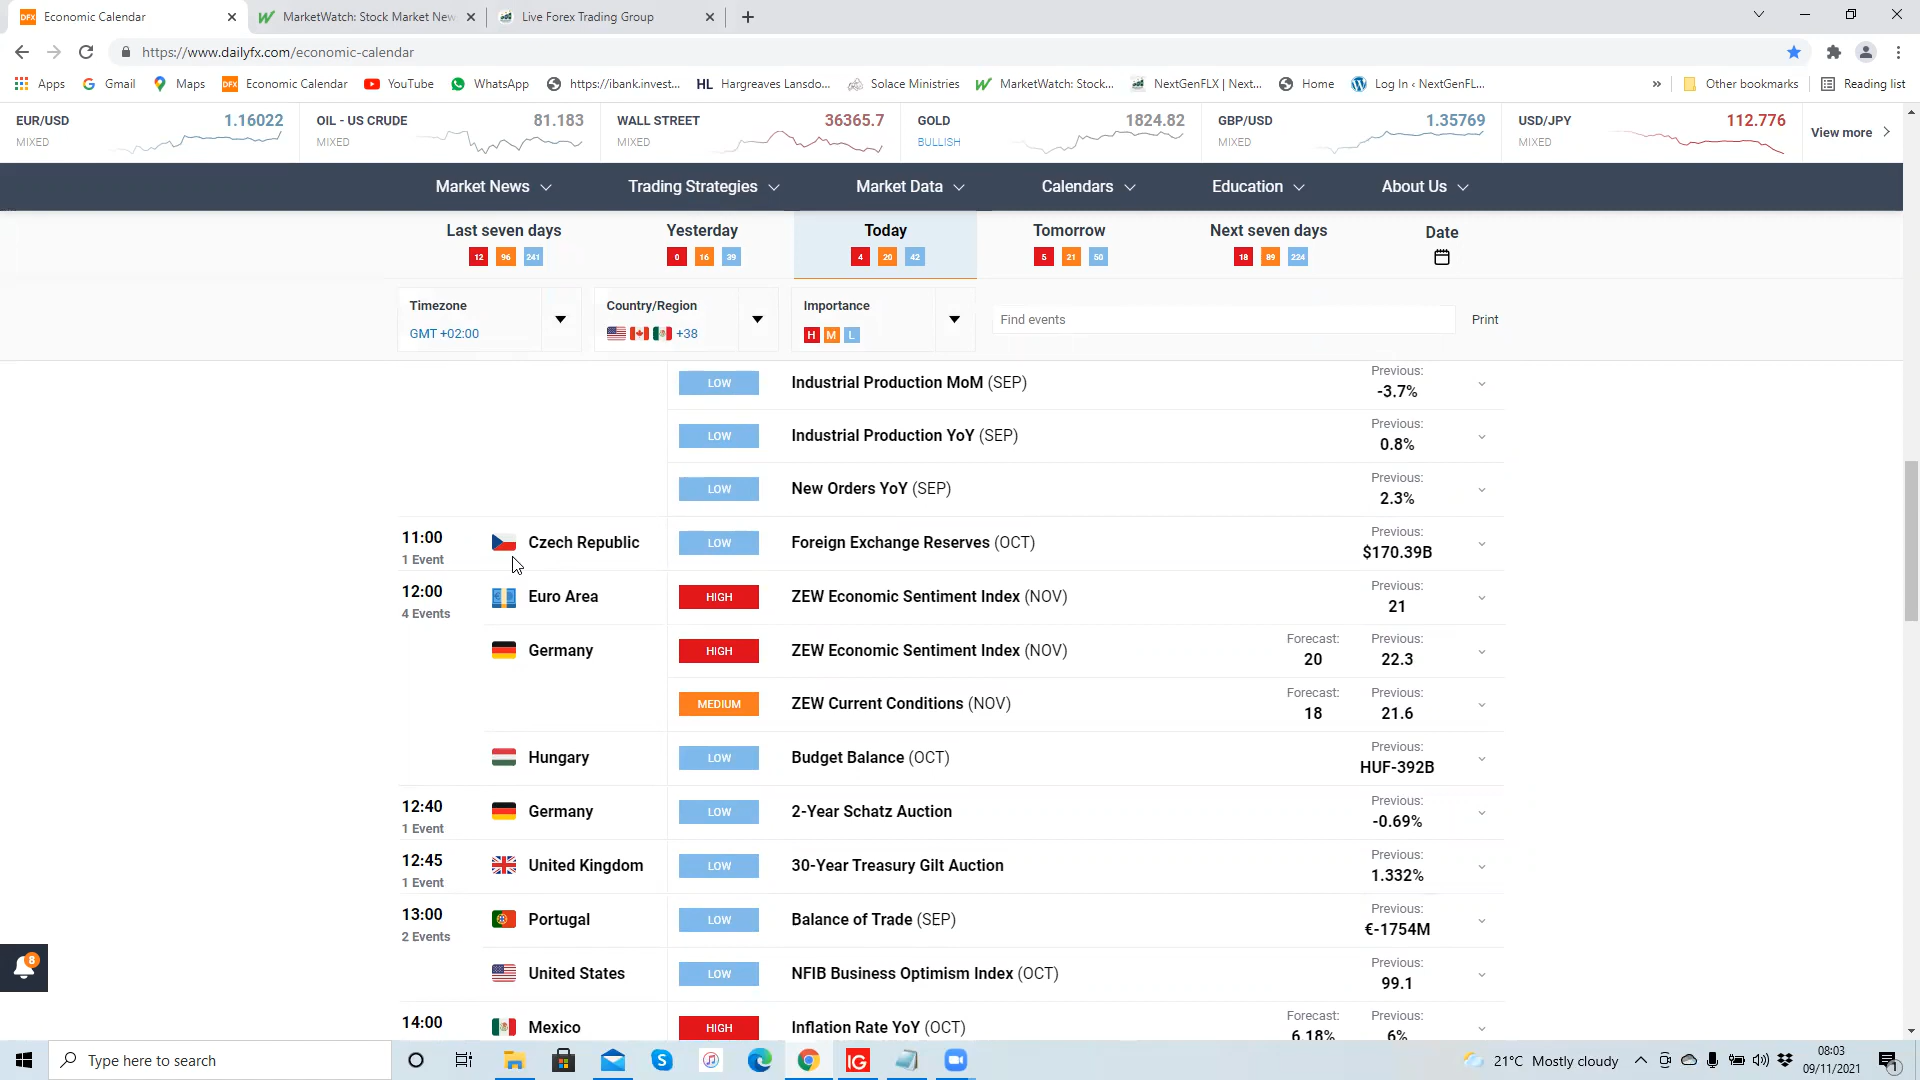 Economic Calendar
MarketWatch: Stock Market New
Live Forex Trading Group
https://www.dailyfx.com/economic-calendar
Apps Gmail Maps Economic Calendar YouTube WhatsApp https://ibank.invest... HL Hargreaves Lansdo... Solace Ministries MarketWatch: Stock... NextGenFLX | Next... Home Log In ‹ NextGenFL... » Other bookmarks Reading list
EUR/USD 1.16022 OIL - US CRUDE 81.183 WALL STREET 36365.7 GOLD 1824.82 GBP/USD 1.35769 USD/JPY 112.776
View more
MIXED MIXED MIXED BULLISH MIXED MIXED
Market News Trading Strategies Market Data Calendars Education About Us
Last seven days Yesterday Today Tomorrow Next seven days Date
12 96 241 0 16 39 4 20 42 5 21 50 18 89 224
Timezone Country/Region Importance
GMT +02:00 +38 H M L
Find events Print
LOW Industrial Production MoM (SEP) Previous: -3.7%
LOW Industrial Production YoY (SEP) Previous: 0.8%
LOW New Orders YoY (SEP) Previous: 2.3%
11:00 1 Event Czech Republic LOW Foreign Exchange Reserves (OCT) Previous: $170.39B
12:00 4 Events Euro Area HIGH ZEW Economic Sentiment Index (NOV) Previous: 21
Germany HIGH ZEW Economic Sentiment Index (NOV) Forecast: 20 Previous: 22.3
MEDIUM ZEW Current Conditions (NOV) Forecast: 18 Previous: 21.6
Hungary LOW Budget Balance (OCT) Previous: HUF-392B
12:40 1 Event Germany LOW 2-Year Schatz Auction Previous: -0.69%
12:45 1 Event United Kingdom LOW 30-Year Treasury Gilt Auction Previous: 1.332%
13:00 2 Events Portugal LOW Balance of Trade (SEP) Previous: €-1754M
United States LOW NFIB Business Optimism Index (OCT) Previous: 99.1
14:00 Mexico HIGH Inflation Rate YoY (OCT) Forecast: 6.18% Previous: 6%
8
Type here to search
IG
21°C Mostly cloudy
08:03
09/11/2021
1